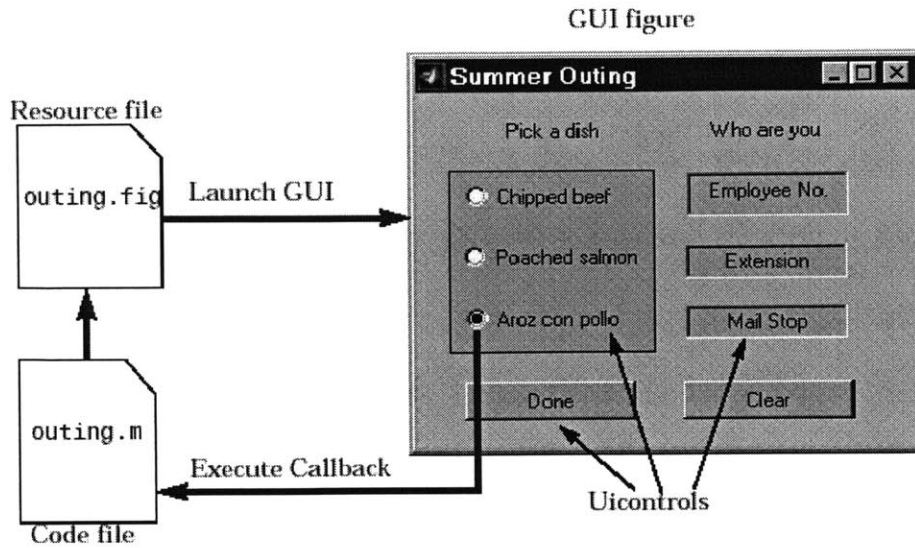 GUI figure
Summer Outing
Resource file
outing.fig
Launch GUI
Pick a dish
Who are you
Chipped beef
Employee No.
Poached salmon
Extension
Aroz con pollo
Mail Stop
Done
Clear
outing.m
Execute Callback
Uicontrols
Code file